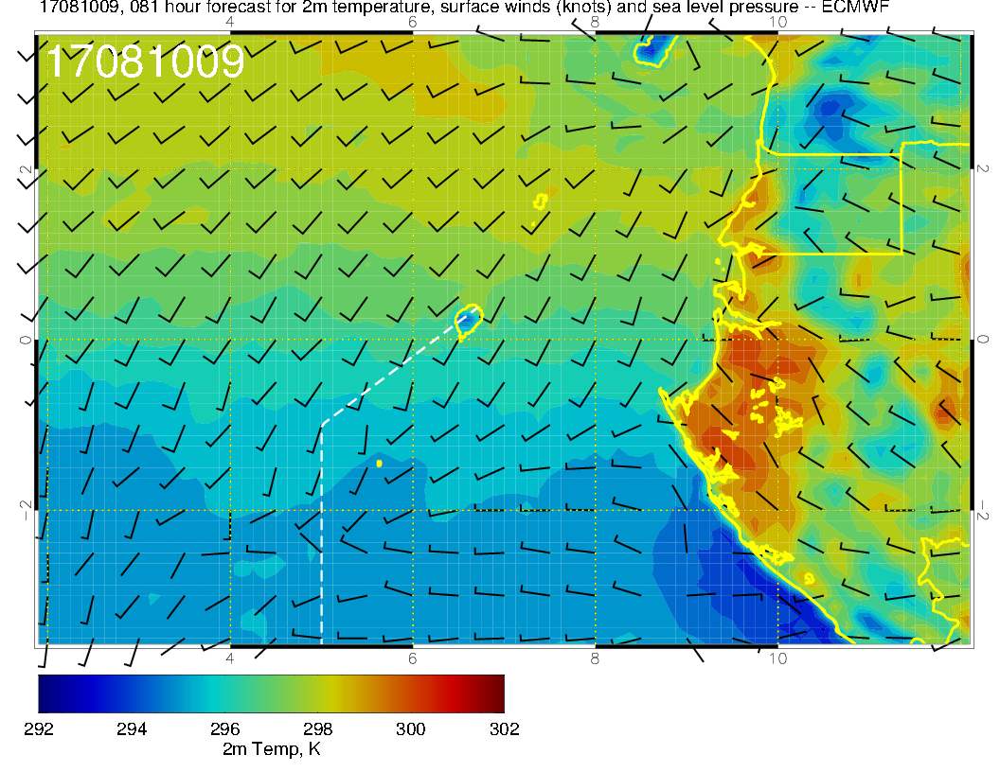 17081009, 081 hour forecast for 2m temperature, surface winds (knots) and sea level pressure -- ECMWF
4 6 8 10
17081009
2 2
0 0
−2 −2
4 6 8 10
292 294 296 298 300 302
2m Temp, K